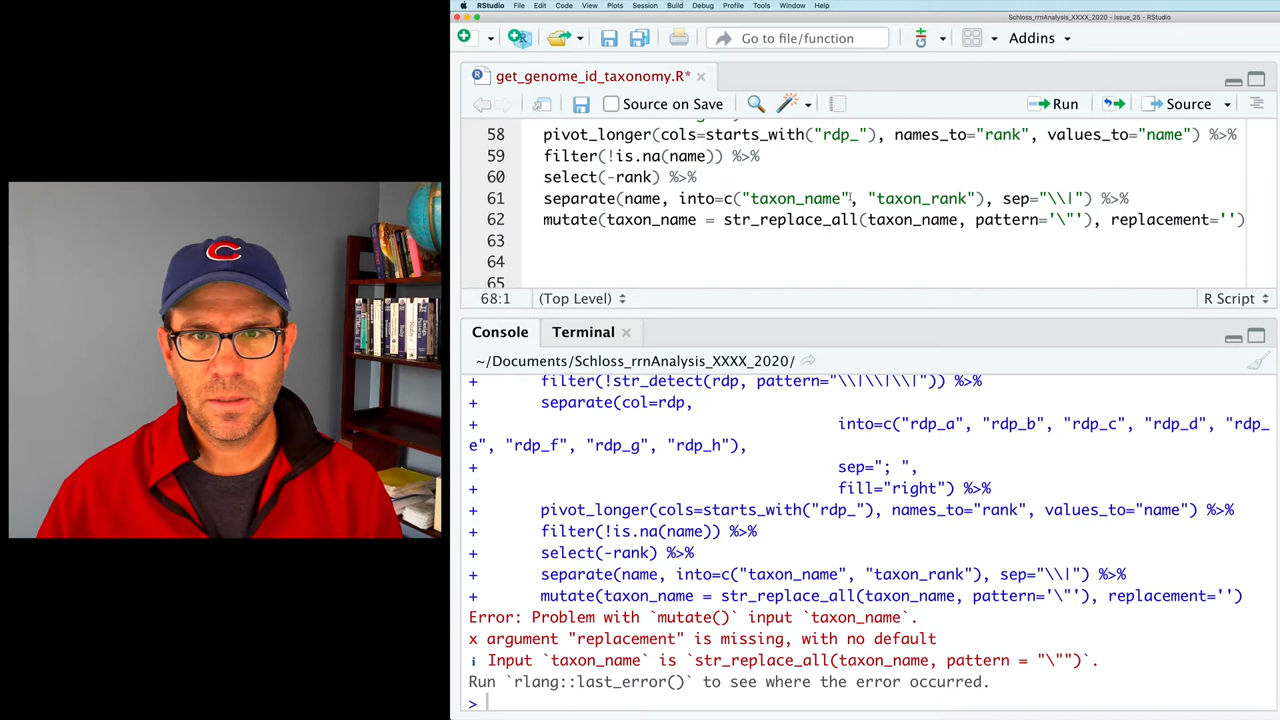 RStudio File Edit Code View Plots Session Build Debug Profile Tools Window Help
Schloss_rrnAnalysis_XXXX_2020 - issue_25 - RStudio
Go to file/function Addins
get_genome_id_taxonomy.R*
Source on Save Run Source
58 pivot_longer(cols=starts_with("rdp_"), names_to="rank", values_to="name") %>%
59 filter(!is.na(name)) %>%
60 select(-rank) %>%
61 separate(name, into=c("taxon_name", "taxon_rank"), sep="\\|") %>%
62 mutate(taxon_name = str_replace_all(taxon_name, pattern='\"'), replacement='')
63
64
65
68:1 (Top Level) R Script
Console Terminal
~/Documents/Schloss_rrnAnalysis_XXXX_2020/
+ filter(!str_detect(rdp, pattern="\\|\\|\\|")) %>%
+ separate(col=rdp,
+ into=c("rdp_a", "rdp_b", "rdp_c", "rdp_d", "rdp_
e", "rdp_f", "rdp_g", "rdp_h"),
+ sep="; ",
+ fill="right") %>%
+ pivot_longer(cols=starts_with("rdp_"), names_to="rank", values_to="name") %>%
+ filter(!is.na(name)) %>%
+ select(-rank) %>%
+ separate(name, into=c("taxon_name", "taxon_rank"), sep="\\|") %>%
+ mutate(taxon_name = str_replace_all(taxon_name, pattern='\"'), replacement='')
Error: Problem with `mutate()` input `taxon_name`.
x argument "replacement" is missing, with no default
i Input `taxon_name` is `str_replace_all(taxon_name, pattern = "\"")`.
Run `rlang::last_error()` to see where the error occurred.
>